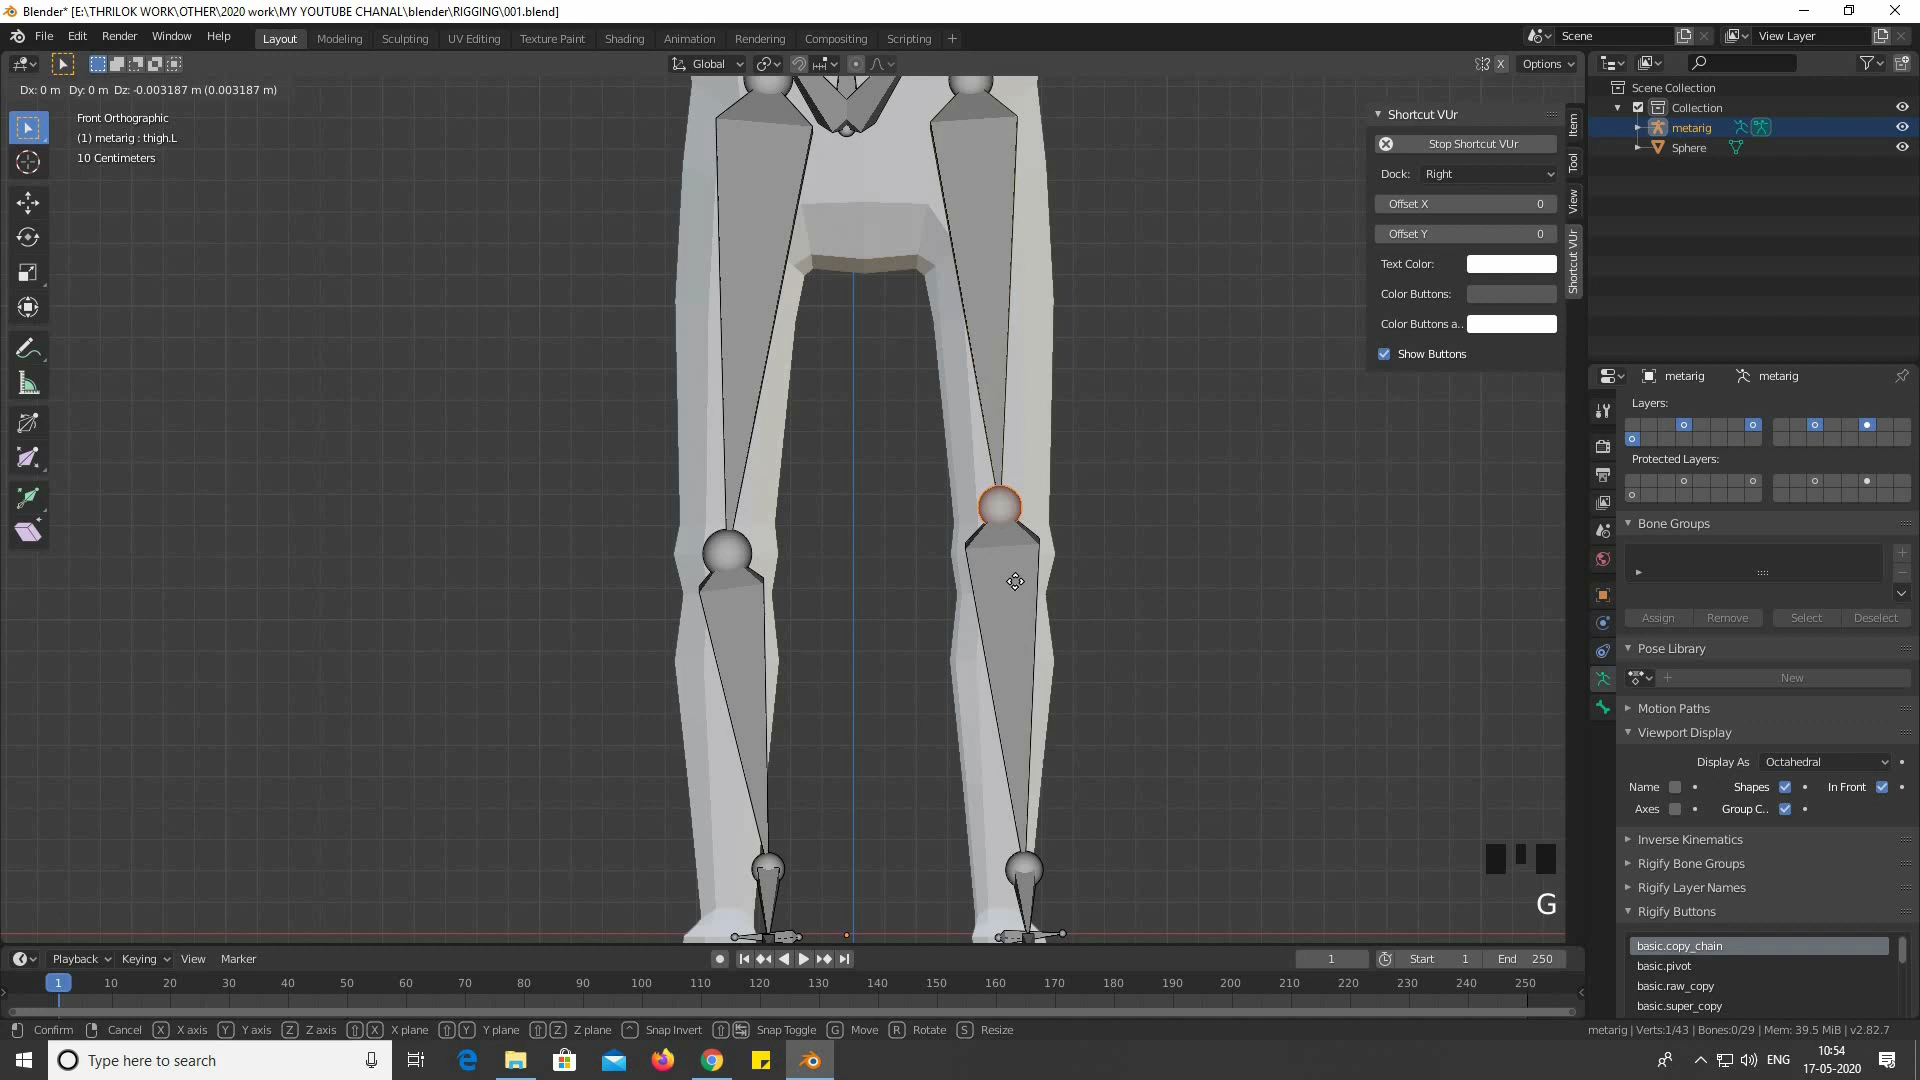 Blender* [E:\THRILOK WORK\OTHER\2020 work\MY YOUTUBE CHANAL\blender\RIGGING\001.blend]
File Edit Render Window Help Layout Modeling Sculpting UV Editing Texture Paint Shading Animation Rendering Compositing Scripting + Scene View Layer
Global X Options
Dx: 0 m Dy: 0 m Dz: -0.003187 m (0.003187 m)
Front Orthographic
(1) metarig : thigh.L
10 Centimeters
Shortcut VUr
Stop Shortcut VUr
Dock: Right
Offset X 0
Offset Y 0
Text Color:
Color Buttons:
Color Buttons a..
Show Buttons
Item
Tool
View
Shortcut VUr
G
Scene Collection
Collection
metarig
Sphere
metarig metarig
Layers:
Protected Layers:
Bone Groups
Assign Remove Select Deselect
Pose Library
New
Motion Paths
Viewport Display
Display As Octahedral
Name Shapes In Front
Axes Group C..
Inverse Kinematics
Rigify Bone Groups
Rigify Layer Names
Rigify Buttons
basic.copy_chain
basic.pivot
basic.raw_copy
basic.super_copy
Playback Keying View Marker 1 Start 1 End 250
1 10 20 30 40 50 60 70 80 90 100 110 120 130 140 150 160 170 180 190 200 210 220 230 240 250
Confirm Cancel X X axis Y Y axis Z Z axis X X plane Y Y plane Z Z plane ^ Snap Invert Snap Toggle G Move R Rotate S Resize metarig | Verts:1/43 | Bones:0/29 | Mem: 39.5 MiB | v2.82.7
Type here to search ENG 10:54
17-05-2020